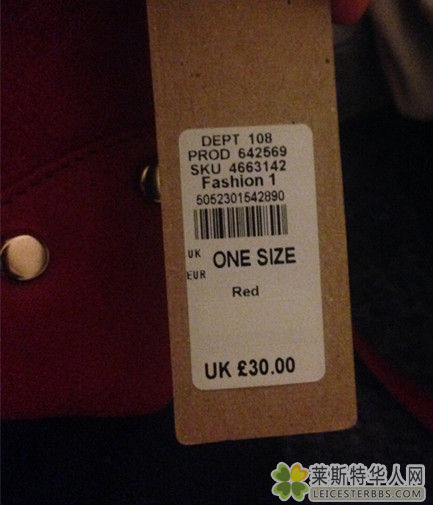 DEPT 108
PROD 642569
SKU 4663142
Fashion 1
5052301542890
UK ONE SIZE
EUR
Red
UK £30.00
莱斯特华人网
LEICESTERBBS.COM